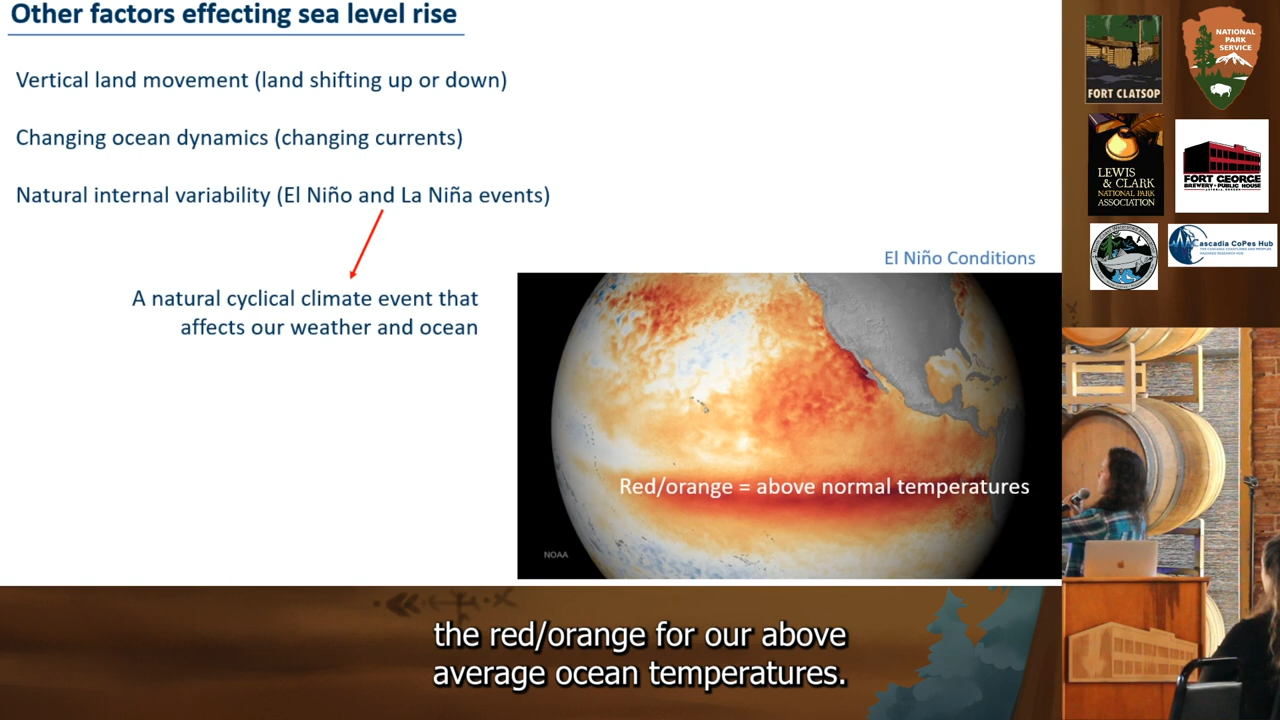 Other factors effecting sea level rise
Vertical land movement (land shifting up or down)
Changing ocean dynamics (changing currents)
Natural internal variability (El Niño and La Niña events)
A natural cyclical climate event that
affects our weather and ocean
El Niño Conditions
Red/orange = above normal temperatures
NOAA
the red/orange for our above
average ocean temperatures.
FORT CLATSOP
NATIONAL
PARK
SERVICE
LEWIS
& CLARK
NATIONAL PARK
ASSOCIATION
FORT GEORGE
BREWERY + PUBLIC HOUSE
Cascadia CoPes Hub